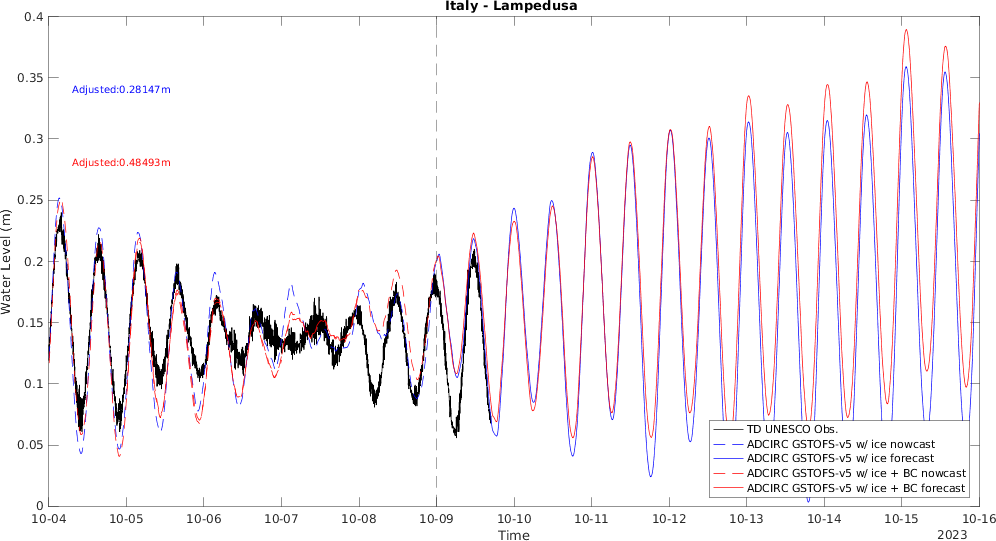 Italy - Lampedusa
Water Level (m)
0.4
0.35
0.3
0.25
0.2
0.15
0.1
0.05
0
Adjusted:0.28147m
Adjusted:0.48493m
TD UNESCO Obs.
ADCIRC GSTOFS-v5 w/ ice nowcast
ADCIRC GSTOFS-v5 w/ ice forecast
ADCIRC GSTOFS-v5 w/ ice + BC nowcast
ADCIRC GSTOFS-v5 w/ ice + BC forecast
10-04 10-05 10-06 10-07 10-08 10-09 10-10 10-11 10-12 10-13 10-14 10-15 10-16
Time
2023